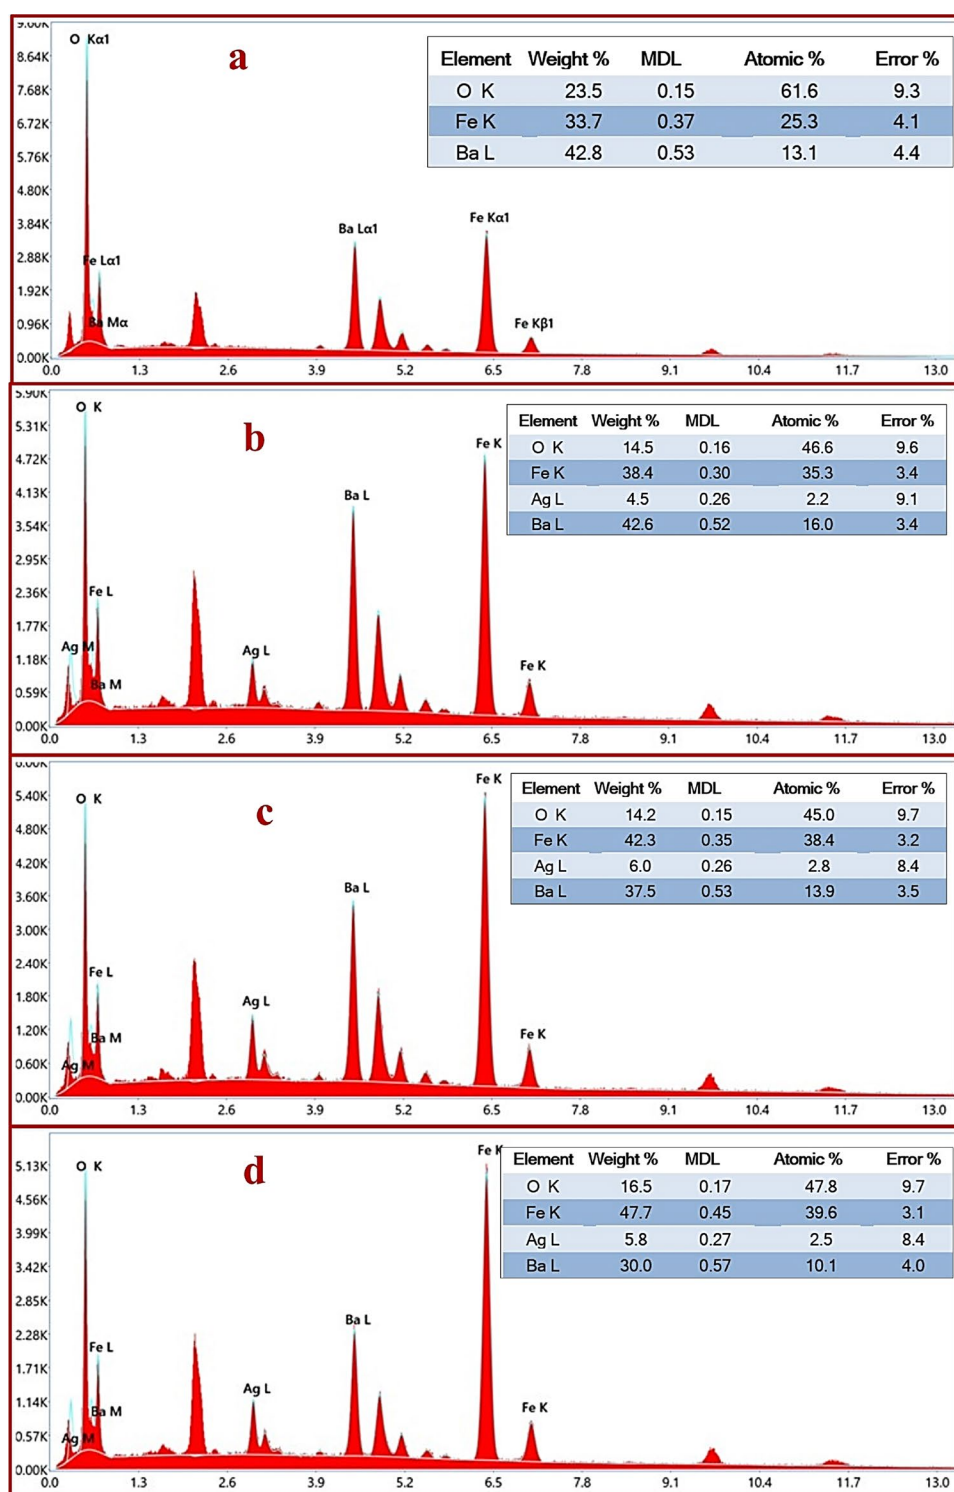 9.00K
O Kα1
a
Element Weight % MDL Atomic % Error %
O K 23.5 0.15 61.6 9.3
Fe K 33.7 0.37 25.3 4.1
Ba L 42.8 0.53 13.1 4.4
8.64K
7.68K
6.72K
5.76K
4.80K
3.84K
2.88K
1.92K
0.96K
0.00K
Fe Lα1
Ba Mα
Ba Lα1
Fe Kα1
Fe Kβ1
0.0 1.3 2.6 3.9 5.2 6.5 7.8 9.1 10.4 11.7 13.0
5.90K
O K
b
Element Weight % MDL Atomic % Error %
O K 14.5 0.16 46.6 9.6
Fe K 38.4 0.30 35.3 3.4
Ag L 4.5 0.26 2.2 9.1
Ba L 42.6 0.52 16.0 3.4
5.31K
4.72K
4.13K
3.54K
2.95K
2.36K
1.77K
1.18K
0.59K
0.00K
Fe L
Ag M
Ba M
Ag L
Ba L
Fe K
Fe K
0.0 1.3 2.6 3.9 5.2 6.5 7.8 9.1 10.4 11.7 13.0
6.00K
O K
c
Element Weight % MDL Atomic % Error %
O K 14.2 0.15 45.0 9.7
Fe K 42.3 0.35 38.4 3.2
Ag L 6.0 0.26 2.8 8.4
Ba L 37.5 0.53 13.9 3.5
5.40K
4.80K
4.20K
3.60K
3.00K
2.40K
1.80K
1.20K
0.60K
0.00K
Fe L
Ba M
Ag M
Ag L
Ba L
Fe K
Fe K
0.0 1.3 2.6 3.9 5.2 6.5 7.8 9.1 10.4 11.7 13.0
O K
d
Fe K
Element Weight % MDL Atomic % Error %
O K 16.5 0.17 47.8 9.7
Fe K 47.7 0.45 39.6 3.1
Ag L 5.8 0.27 2.5 8.4
Ba L 30.0 0.57 10.1 4.0
5.13K
4.56K
3.99K
3.42K
2.85K
2.28K
1.71K
1.14K
0.57K
0.00K
Fe L
Ba M
Ag M
Ag L
Ba L
Fe K
0.0 1.3 2.6 3.9 5.2 6.5 7.8 9.1 10.4 11.7 13.0